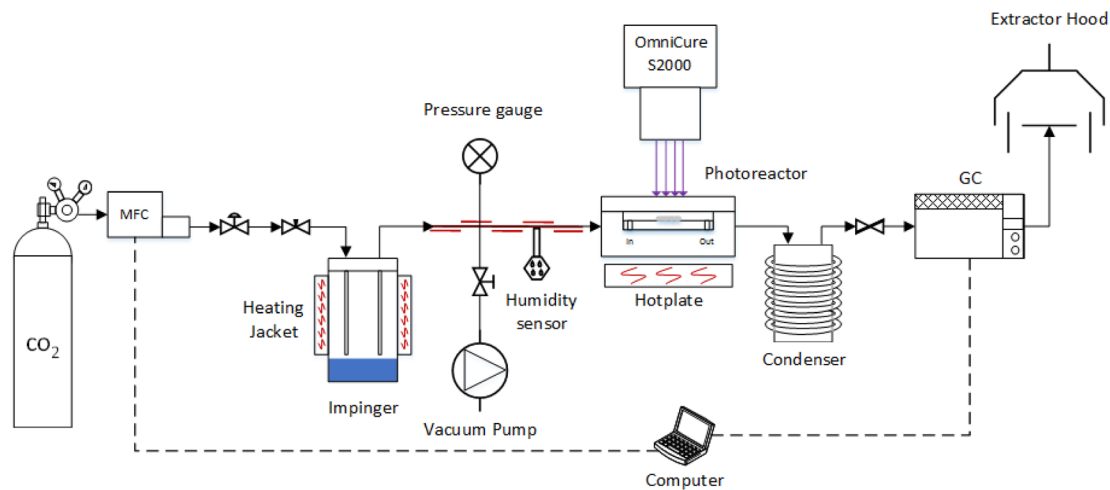 Extractor Hood
OmniCure
S2000
Pressure gauge
Photoreactor
GC
MFC
In
Out
Heating
Jacket
Humidity
sensor
Hotplate
CO₂
Condenser
Impinger
Vacuum Pump
Computer